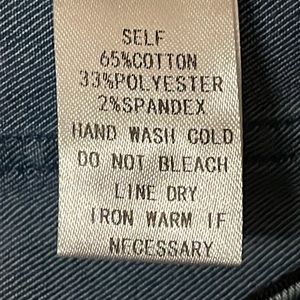 SELF
65%COTTON
33%POLYESTER
2%SPANDEX
HAND WASH COLD
DO NOT BLEACH
LINE DRY
IRON WARM IF
NECESSARY